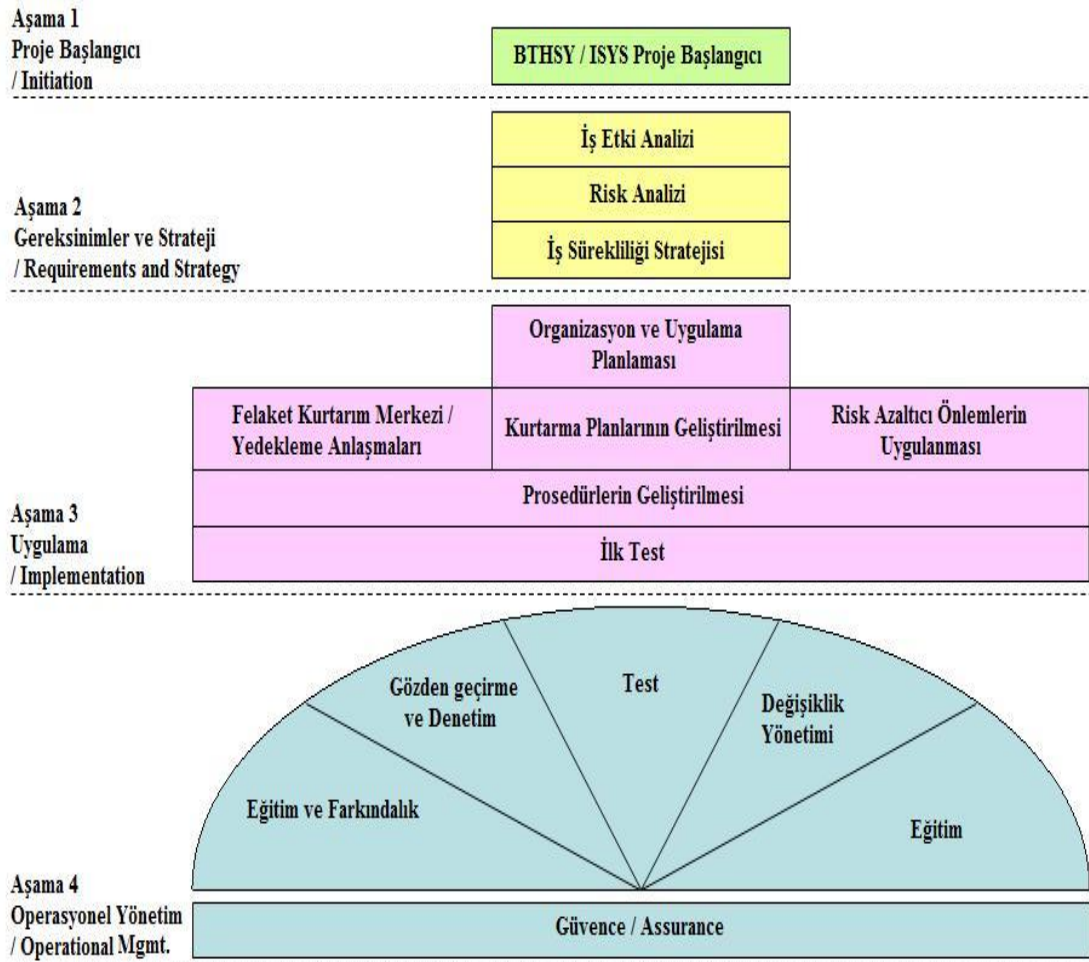 Aşama 1
Proje Başlangıcı
/ Initiation
BTHSY / ISYS Proje Başlangıcı
İş Etki Analizi
Risk Analizi
İş Sürekliliği Stratejisi
Aşama 2
Gereksinimler ve Strateji
/ Requirements and Strategy
Organizasyon ve Uygulama
Planlaması
Felaket Kurtarım Merkezi /
Yedekleme Anlaşmaları
Kurtarma Planlarının Geliştirilmesi
Risk Azaltıcı Önlemlerin
Uygulanması
Prosedürlerin Geliştirilmesi
İlk Test
Aşama 3
Uygulama
/ Implementation
Eğitim ve Farkındalık
Gözden geçirme
ve Denetim
Test
Değişiklik
Yönetimi
Eğitim
Aşama 4
Operasyonel Yönetim
/ Operational Mgmt.
Güvence / Assurance